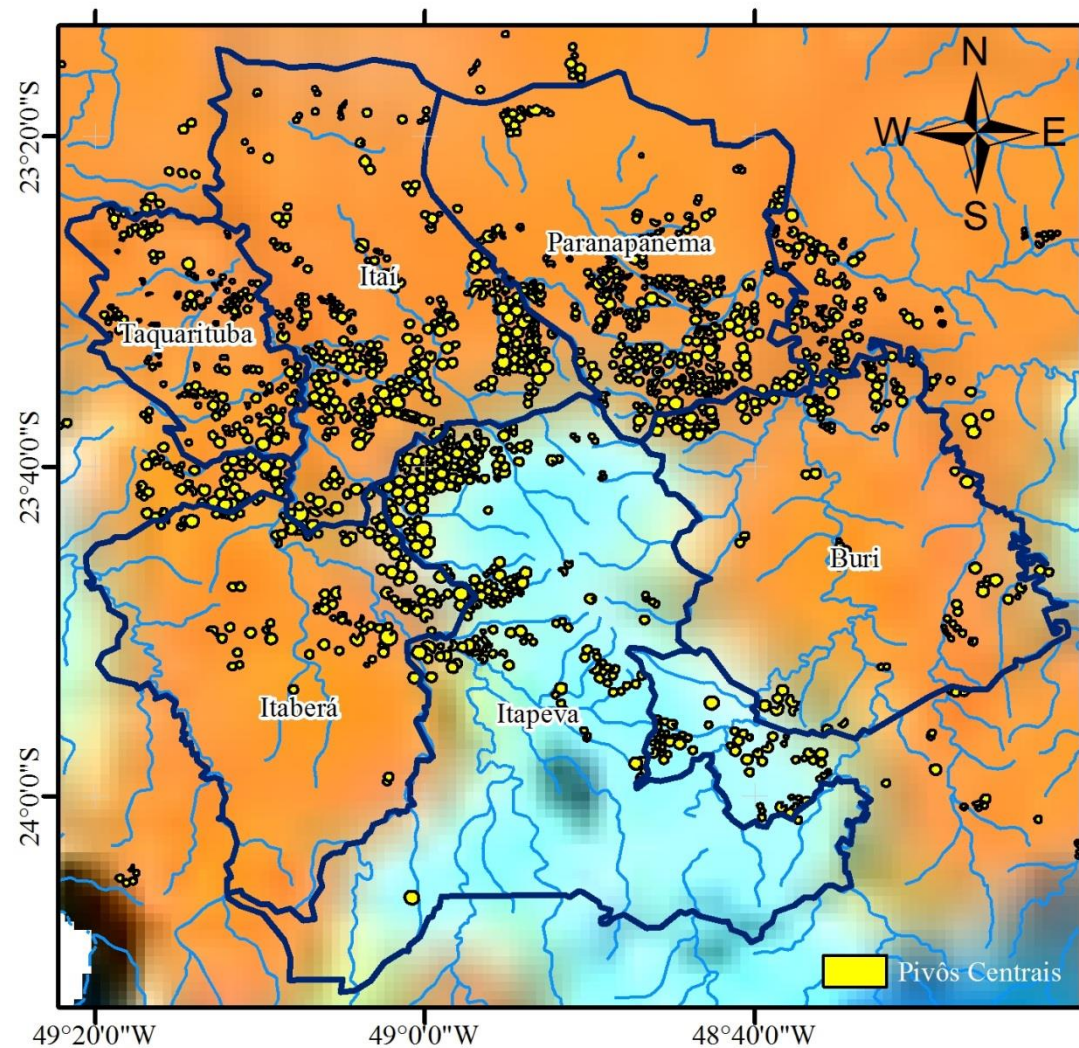 N
W E
S
23°20'0"S
Paranapanema
Itaí
Taquarituba
23°40'0"S
Buri
Itaberá
Itapeva
24°0'0"S
Pivôs Centrais
49°20'0"W
49°0'0"W
48°40'0"W